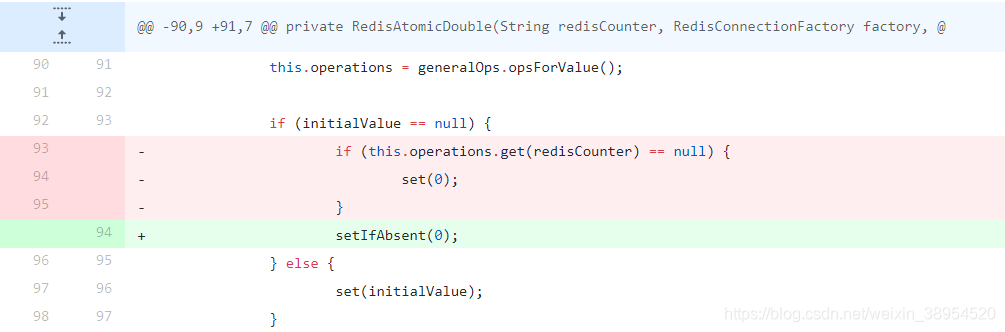 @@ -90,9 +91,7 @@ private RedisAtomicDouble(String redisCounter, RedisConnectionFactory factory, @
90 91 this.operations = generalOps.opsForValue();
91 92
92 93 if (initialValue == null) {
93 - if (this.operations.get(redisCounter) == null) {
94 - set(0);
95 - }
94 + setIfAbsent(0);
96 95 } else {
97 96 set(initialValue);
98 97 }
https://blog.csdn.net/weixin_38954520